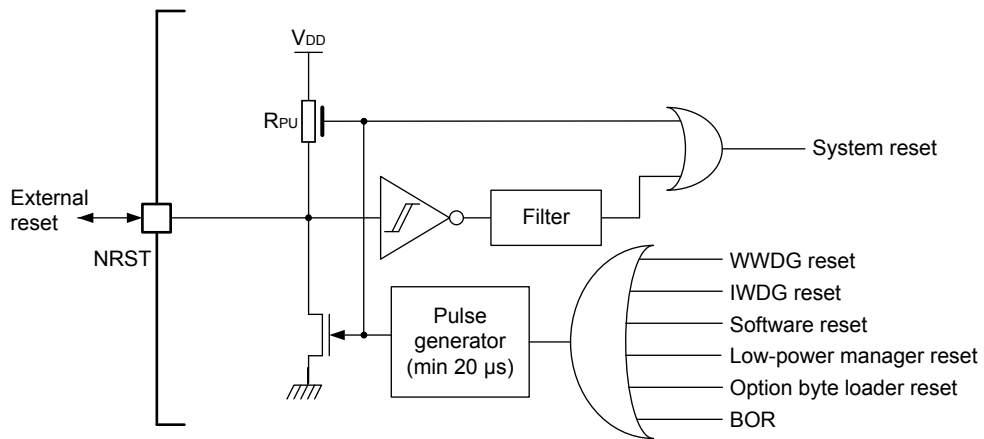 VDD
RPU
System reset
External
reset
Filter
NRST
WWDG reset
IWDG reset
Software reset
Low-power manager reset
Option byte loader reset
BOR
Pulse
generator
(min 20 µs)